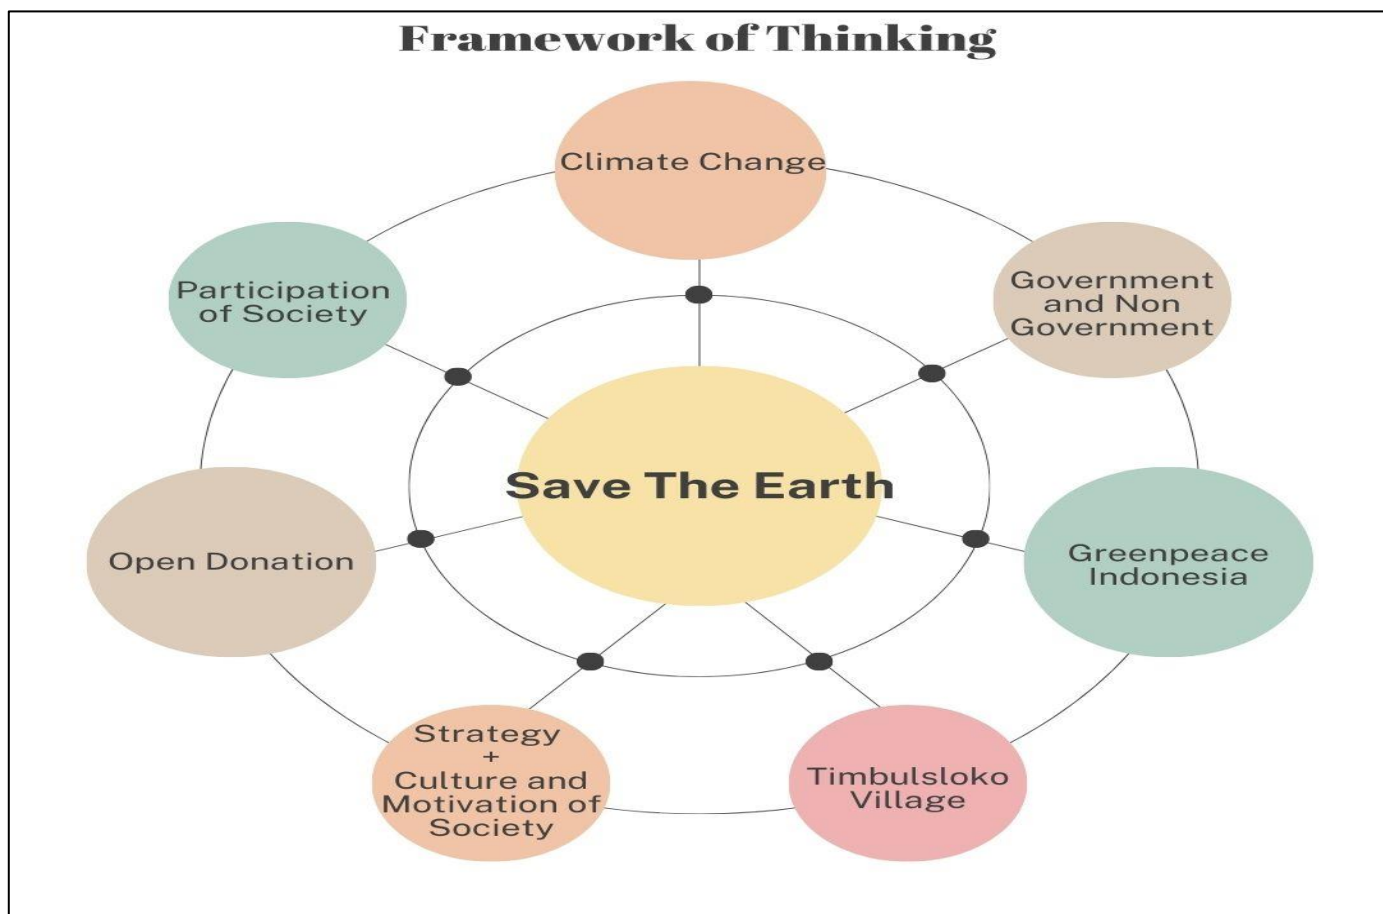 Framework of Thinking
Climate Change
Government
and Non
Government
Participation
of Society
Save The Earth
Greenpeace
Indonesia
Open Donation
Strategy
+
Culture and
Motivation of
Society
Timbulsloko
Village